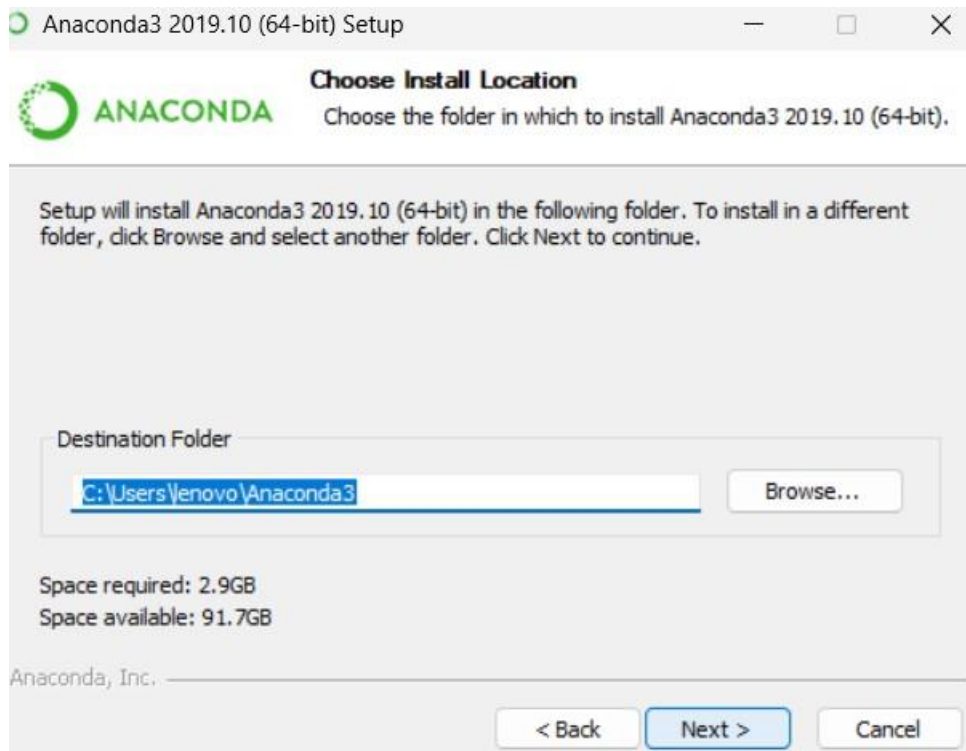 Anaconda3 2019.10 (64-bit) Setup
ANACONDA
Choose Install Location
Choose the folder in which to install Anaconda3 2019.10 (64-bit).
Setup will install Anaconda3 2019.10 (64-bit) in the following folder. To install in a different
folder, click Browse and select another folder. Click Next to continue.
Destination Folder
C:\Users\lenovo\Anaconda3
Browse...
Space required: 2.9GB
Space available: 91.7GB
Anaconda, Inc.
< Back
Next >
Cancel